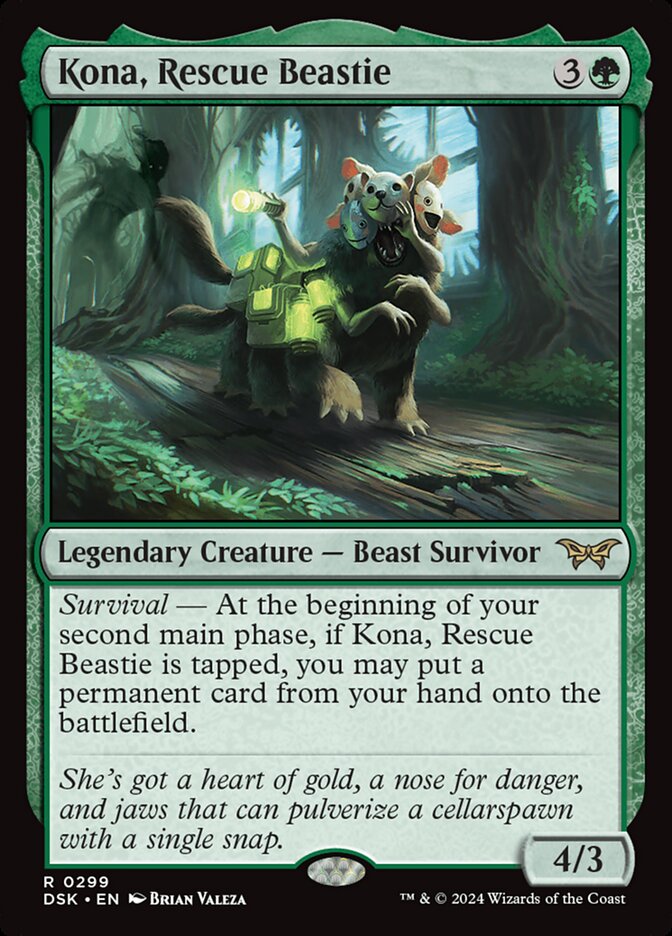 Kona, Rescue Beastie 3
Legendary Creature — Beast Survivor
Survival — At the beginning of your
second main phase, if Kona, Rescue
Beastie is tapped, you may put a
permanent card from your hand onto the
battlefield.
She's got a heart of gold, a nose for danger,
and jaws that can pulverize a cellarspawn
with a single snap.
4/3
R 0299
DSK • EN Brian Valeza
™ & © 2024 Wizards of the Coast